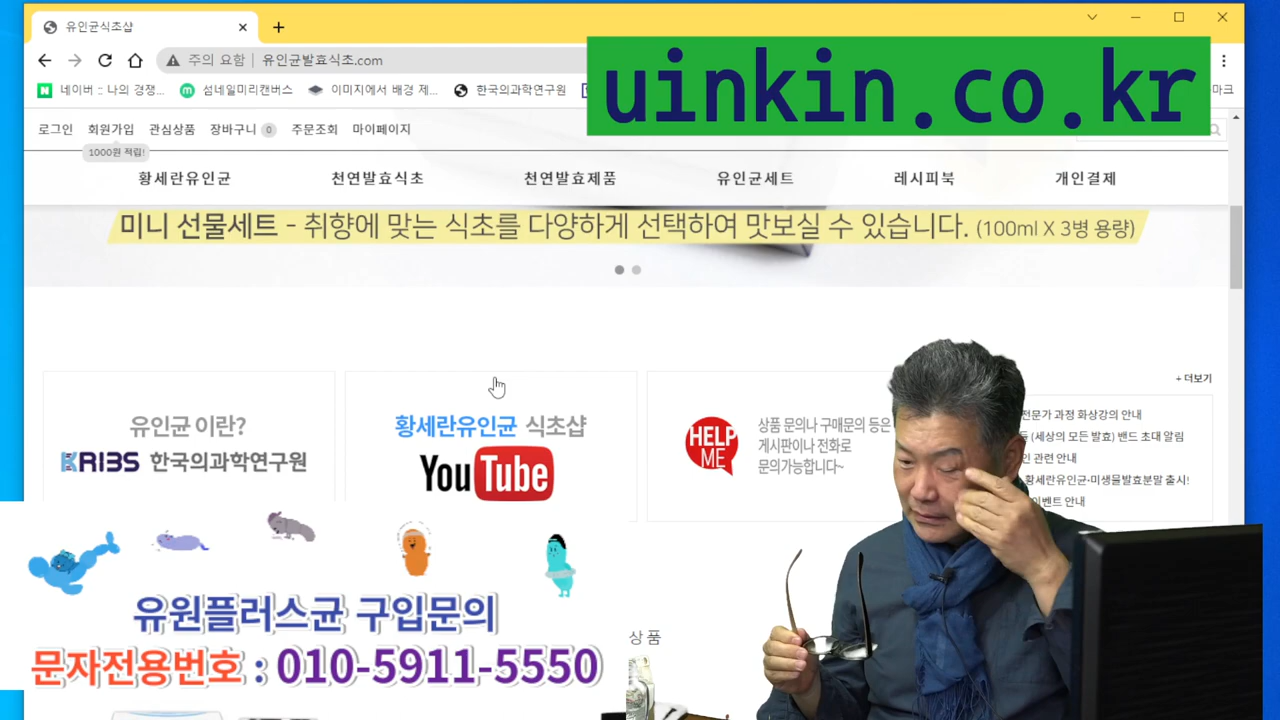 유인균식초샵
주의 요함 | 유인균발효식초.com
uinkin.co.kr
네이버 :: 나의 경쟁...
섬네일미리캔버스
이미지에서 배경 제...
한국의과학연구원
마크
로그인 회원가입 관심상품 장바구니 0 주문조회 마이페이지
1000원 적립!
황세란유인균 천연발효식초 천연발효제품 유인균세트 레시피북 개인결제
미니 선물세트 - 취향에 맞는 식초를 다양하게 선택하여 맛보실 수 있습니다. (100ml X 3병 용량)
유인균 이란?
KRIBS 한국의과학연구원
황세란유인균 식초샵
YouTube
HELP
ME
상품 문의나 구매문의 등은
게시판이나 전화로
문의가능합니다~
+ 더보기
전문가 과정 화상강의 안내
(세상의 모든 발효) 밴드 초대 알림
관련 안내
황세란유인균-미생물발효분말 출시!
이벤트 안내
상품
유원플러스균 구입문의
문자전용번호 : 010-5911-5550